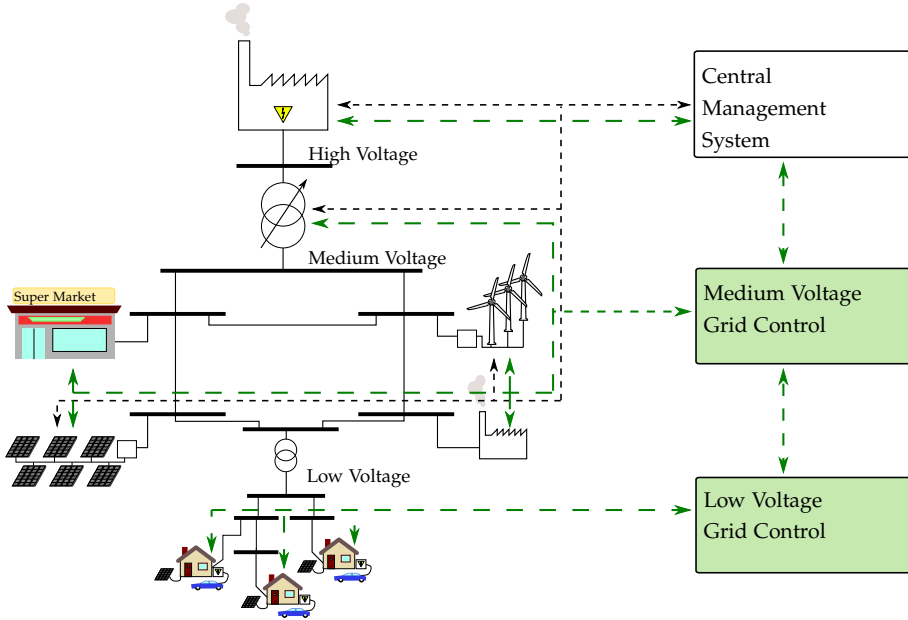 Central
Management
System
High Voltage
Medium Voltage
Super Market
Medium Voltage
Grid Control
Low Voltage
Low Voltage
Grid Control